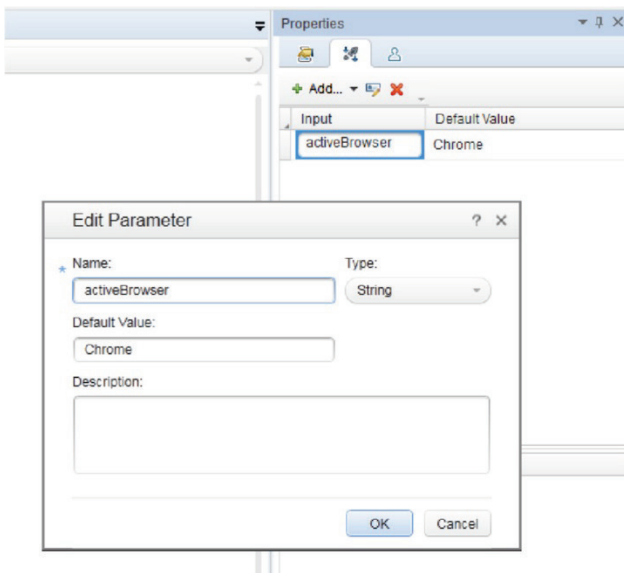 Properties
Add...
Input Default Value
activeBrowser Chrome
Edit Parameter ?
Name: Type:
* activeBrowser String
Default Value:
Chrome
Description:
OK Cancel